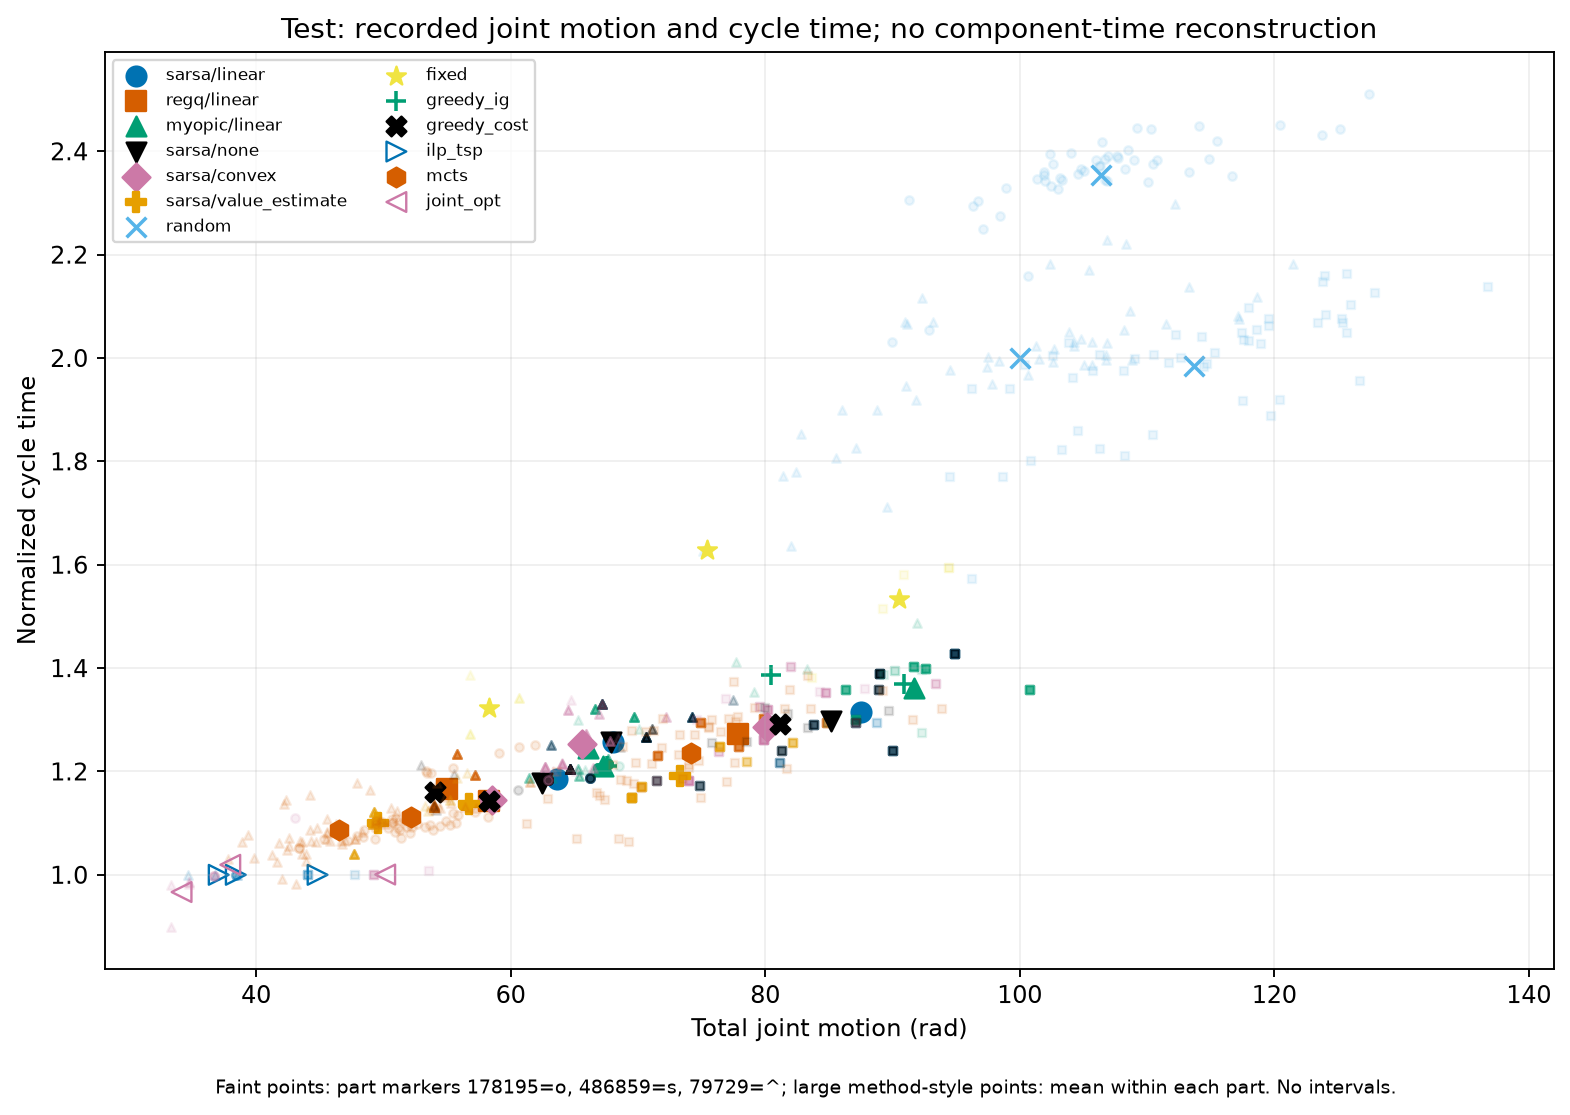 Test: recorded joint motion and cycle time; no component-time reconstruction
sarsa/linear
regq/linear
myopic/linear
sarsa/none
sarsa/convex
sarsa/value_estimate
random
fixed
greedy_ig
greedy_cost
ilp_tsp
mcts
joint_opt
Normalized cycle time
2.4
2.2
2.0
1.8
1.6
1.4
1.2
1.0
40 60 80 100 120 140
Total joint motion (rad)
Faint points: part markers 178195=o, 486859=s, 79729=^; large method-style points: mean within each part. No intervals.